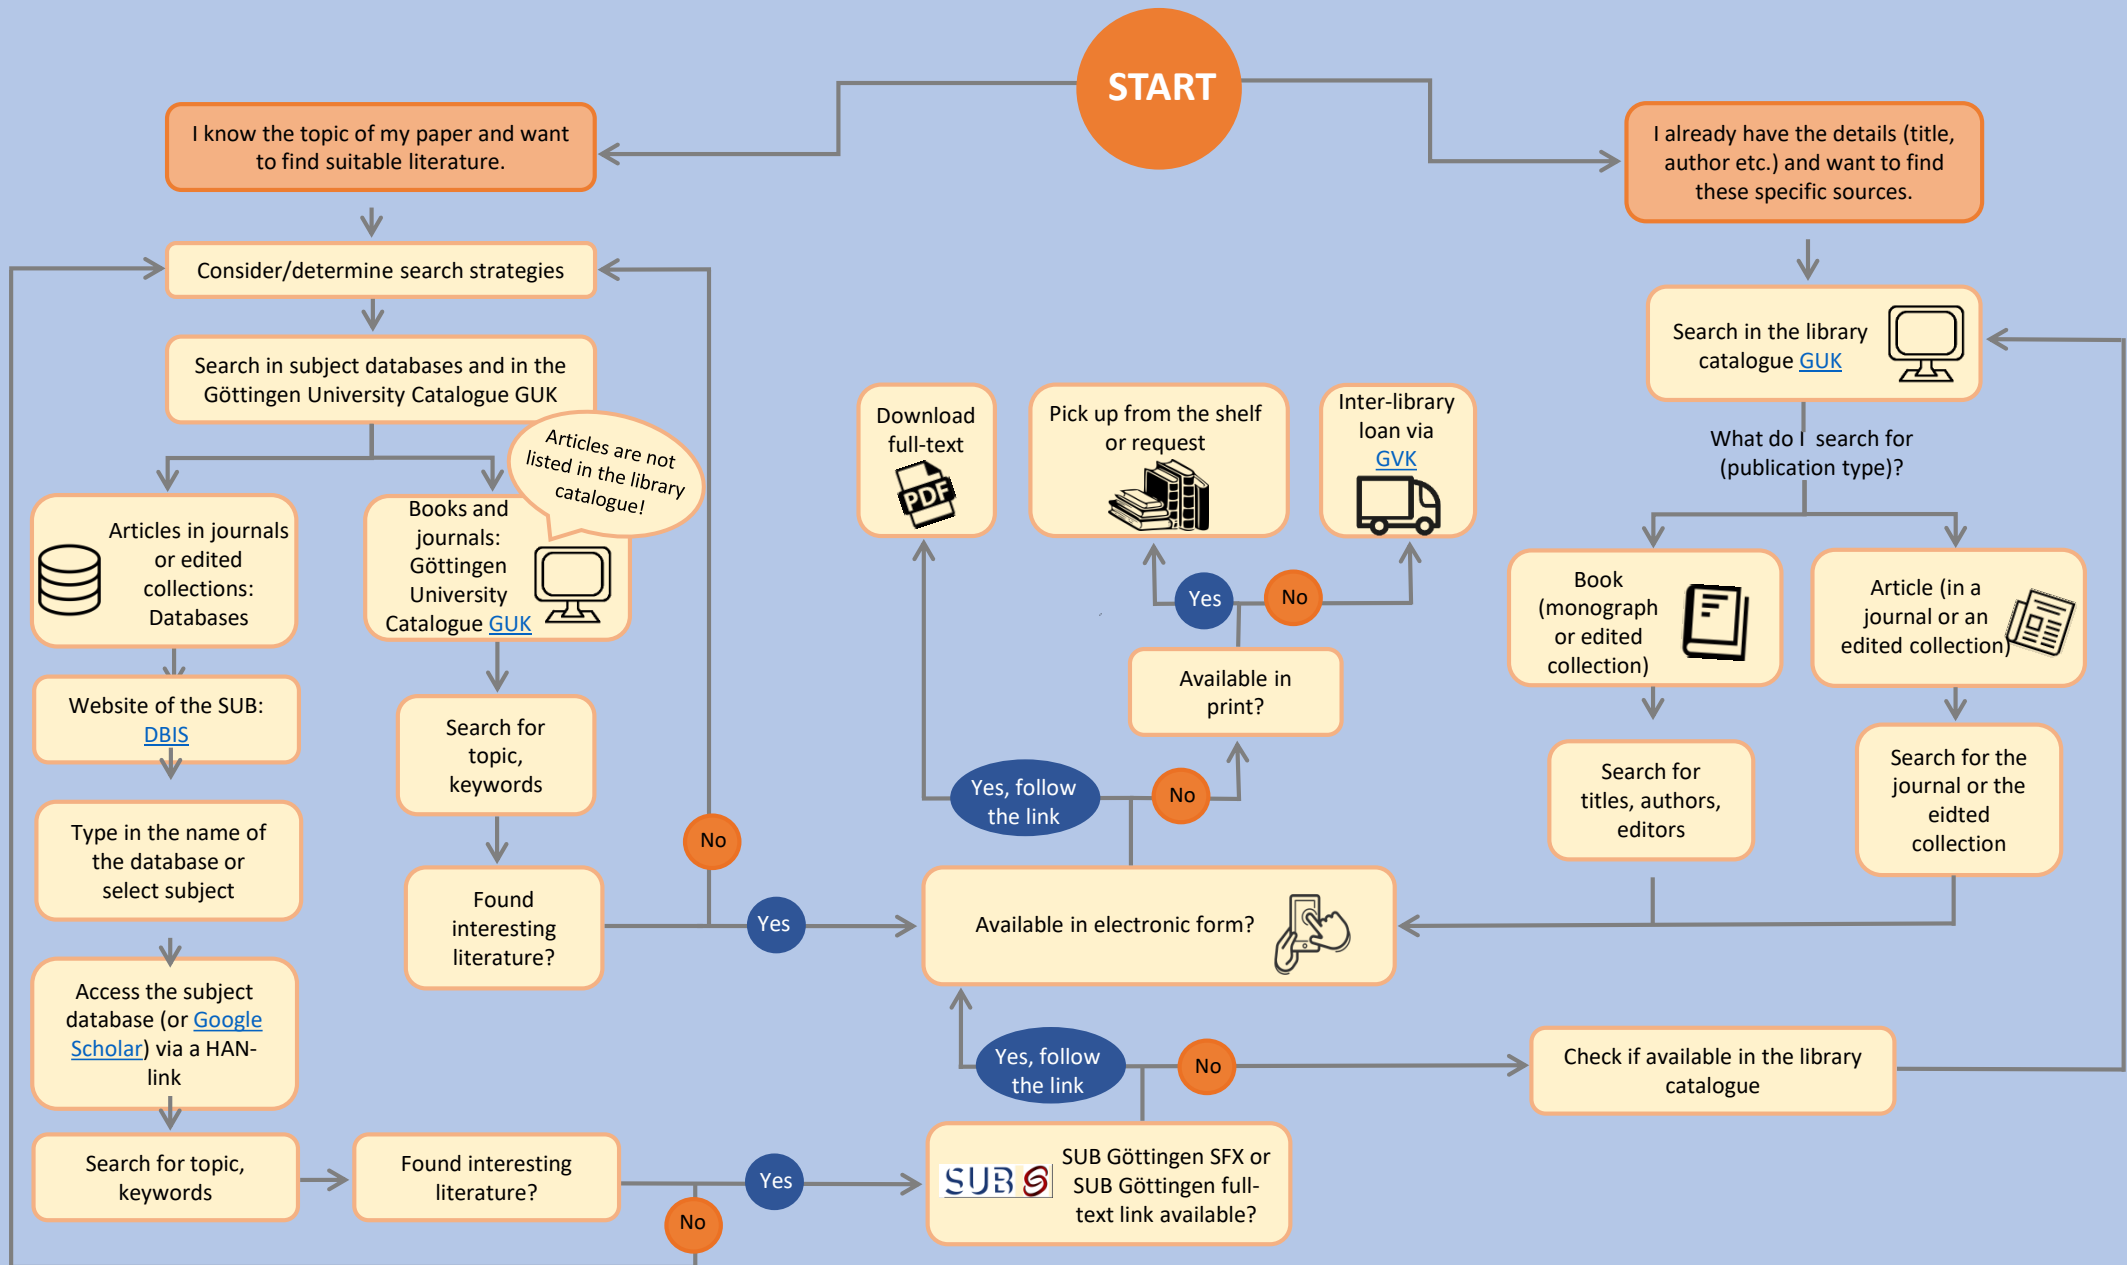 START
I know the topic of my paper and want
to find suitable literature.
Consider/determine search strategies
Search in subject databases and in the
Göttingen University Catalogue GUK
Articles are not
listed in the library
catalogue!
Articles in journals
or edited
collections:
Databases
Website of the SUB:
DBIS
Type in the name of
the database or
select subject
Access the subject
database (or Google
Scholar) via a HAN-
link
Search for topic,
keywords
Found interesting
literature?
No
Yes
Books and
journals:
Göttingen
University
Catalogue GUK
Search for
topic,
keywords
Found
interesting
literature?
No
Yes
SUB
SUB Göttingen SFX or
SUB Göttingen full-
text link available?
Yes, follow
the link
No
Check if available in the library
catalogue
Available in electronic form?
Yes, follow
the link
No
Download
full-text
PDF
Available in
print?
Yes
No
Pick up from the shelf
or request
Inter-library
loan via
GVK
I already have the details (title,
author etc.) and want to find
these specific sources.
Search in the library
catalogue GUK
What do I  search for
(publication type)?
Book
(monograph
or edited
collection)
Search for
titles, authors,
editors
Article (in a
journal or an
edited collection)
Search for the
journal or the
eidted
collection